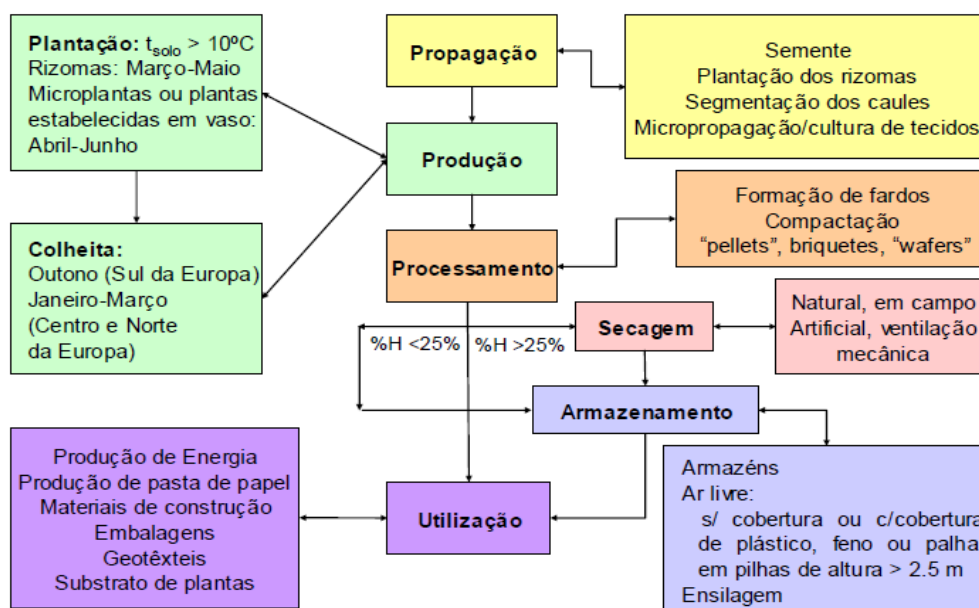 Plantação: tsolo > 10ºC
Rizomas: Março-Maio
Microplantas ou plantas
estabelecidas em vaso:
Abril-Junho
Propagação
Semente
Plantação dos rizomas
Segmentação dos caules
Micropropagação/cultura de tecidos
Produção
Colheita:
Outono (Sul da Europa)
Janeiro-Março
(Centro e Norte
da Europa)
Processamento
Formação de fardos
Compactação
“pellets”, briquetes, “wafers”
%H <25%
%H >25%
Secagem
Natural, em campo
Artificial, ventilação
mecânica
Armazenamento
Armazéns
Ar livre:
s/ cobertura ou c/cobertura
de plástico, feno ou palha
em pilhas de altura > 2.5 m
Ensilagem
Utilização
Produção de Energia
Produção de pasta de papel
Materiais de construção
Embalagens
Geotêxteis
Substrato de plantas